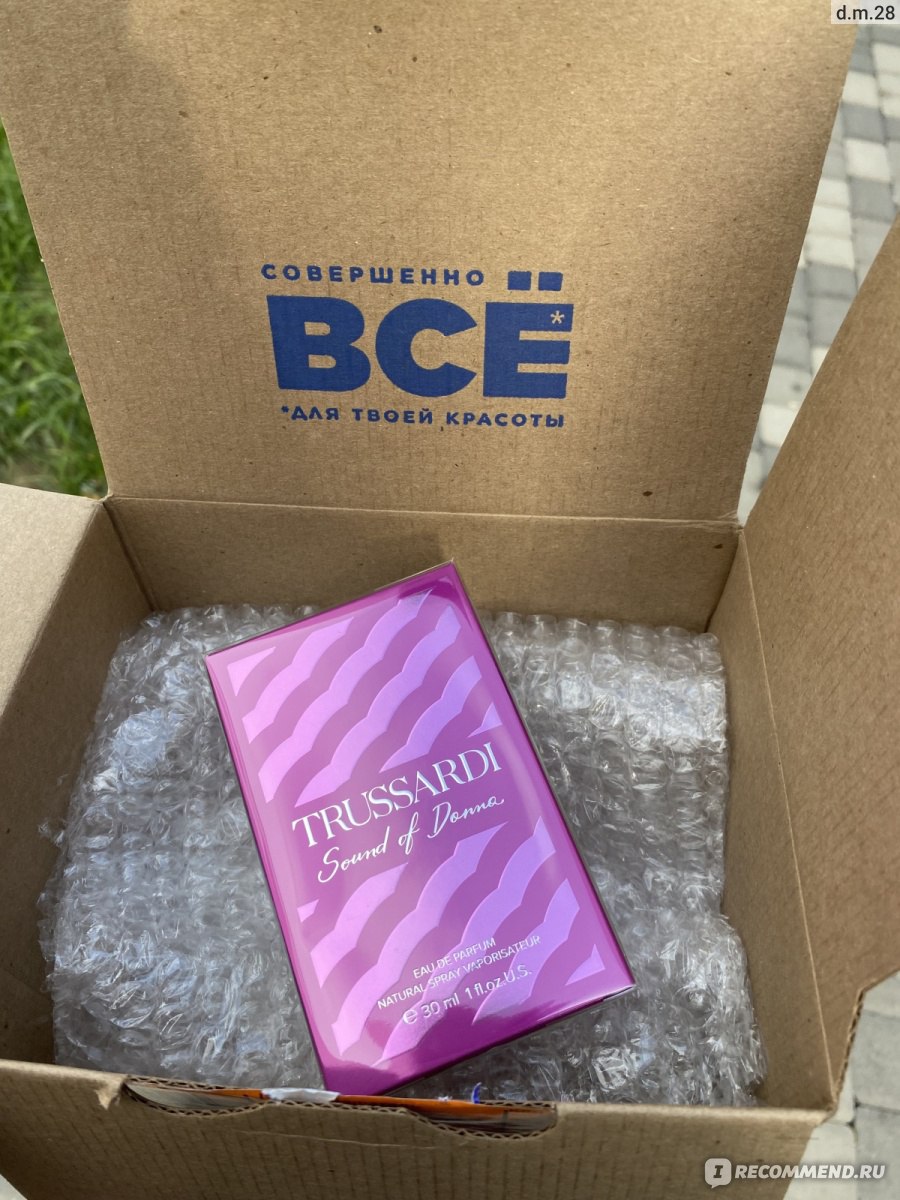 d.m.28
СОВЕРШЕННО
ВСЁ*
*ДЛЯ ТВОЕЙ КРАСОТЫ
TRUSSARDI
Sound of Donna
EAU DE PARFUM
NATURAL SPRAY VAPORISATEUR
e 30 ml 1 fl.oz.U.S.
IRECOMMEND.RU